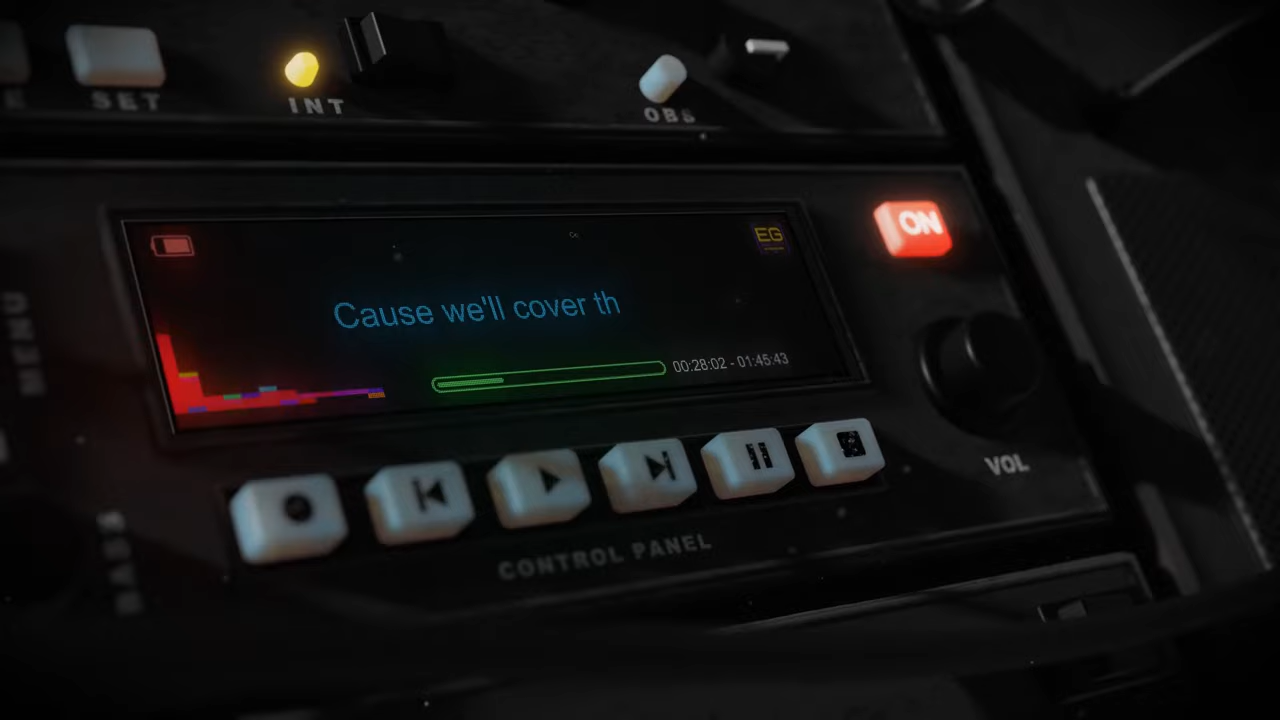 E
SET
INT
OBS
EG
ON
Cause we'll cover th
00:28:02 - 01:45:43
MENU
VOL
CONTROL PANEL